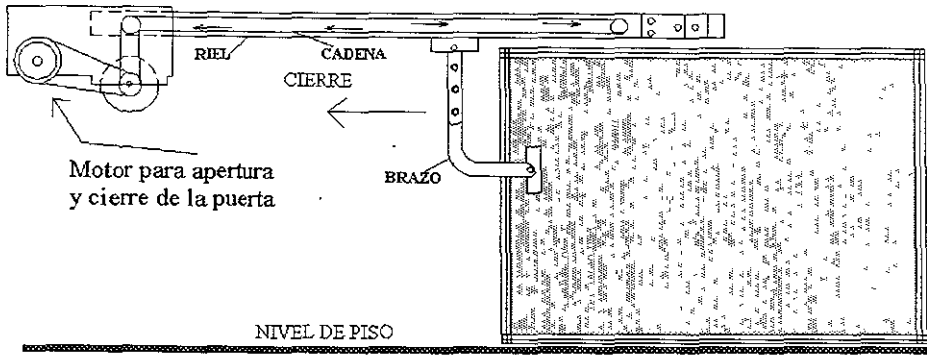 RIEL
CADENA
CIERRE
BRAZO
Motor para apertura
y cierre de la puerta
NIVEL DE PISO